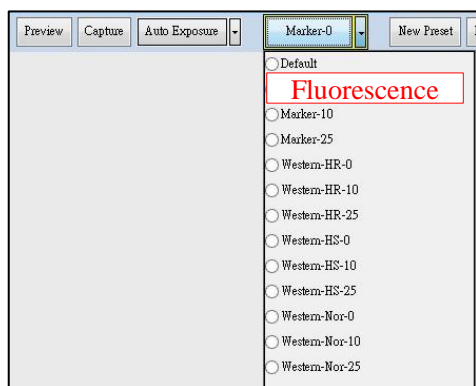 Preview Capture Auto Exposure Marker-0 New Preset
Default
Fluorescence
Marker-10
Marker-25
Western-HR-0
Western-HR-10
Western-HR-25
Western-HS-0
Western-HS-10
Western-HS-25
Western-Nor-0
Western-Nor-10
Western-Nor-25